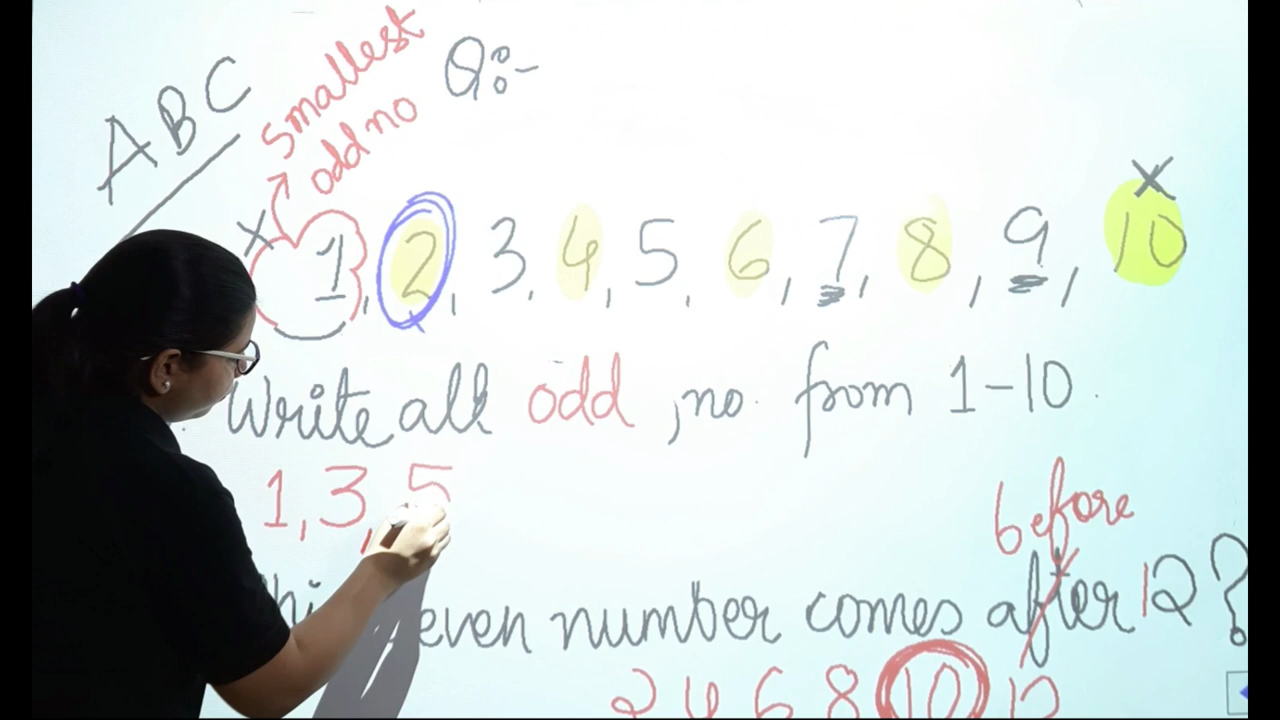 ABC
smallest
odd no
Q:-
1, 2, 3, 4, 5, 6, 7, 8, 9, 10
Write all odd, no. from 1-10.
1, 3, 5
before
even number comes after 12?
2 4 6 8 10 12